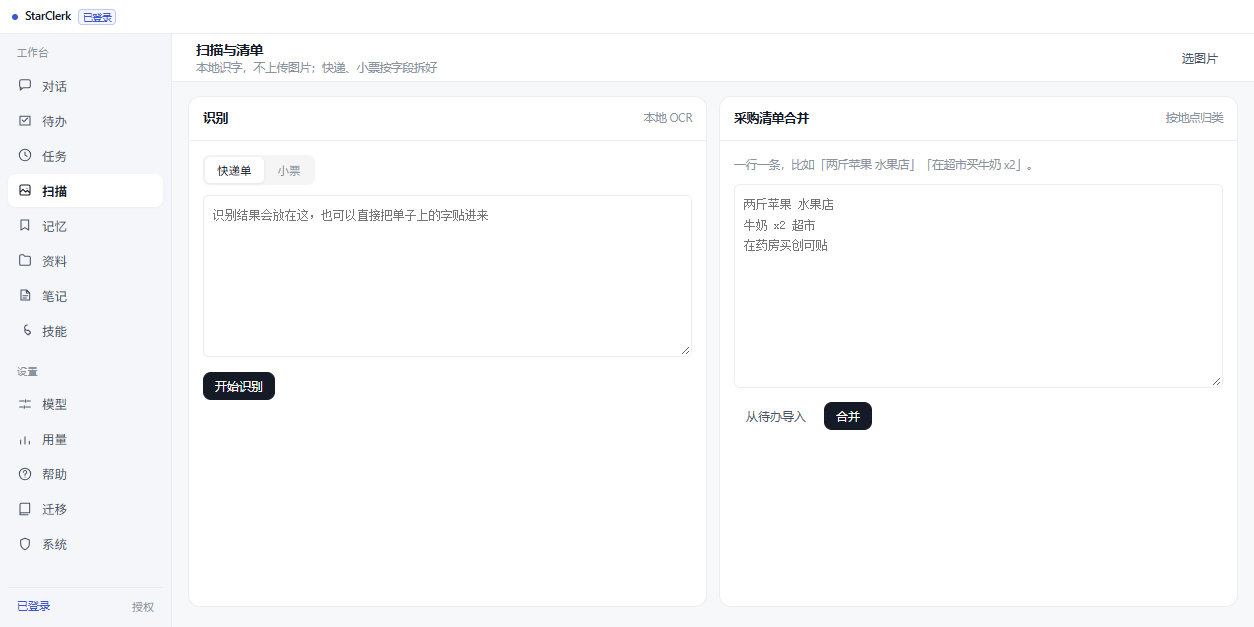 StarClerk 已登录
工作台
对话
待办
任务
扫描
记忆
资料
笔记
技能
设置
模型
用量
帮助
迁移
系统
已登录 授权
扫描与清单
本地识字，不上传图片；快递、小票按字段拆好
选图片
识别 本地 OCR
快递单 小票
识别结果会放在这，也可以直接把单子上的字贴进来
开始识别
采购清单合并 按地点归类
一行一条，比如「两斤苹果 水果店」「在超市买牛奶 x2」。
两斤苹果 水果店
牛奶 x2 超市
在药房买创可贴
从待办导入 合并